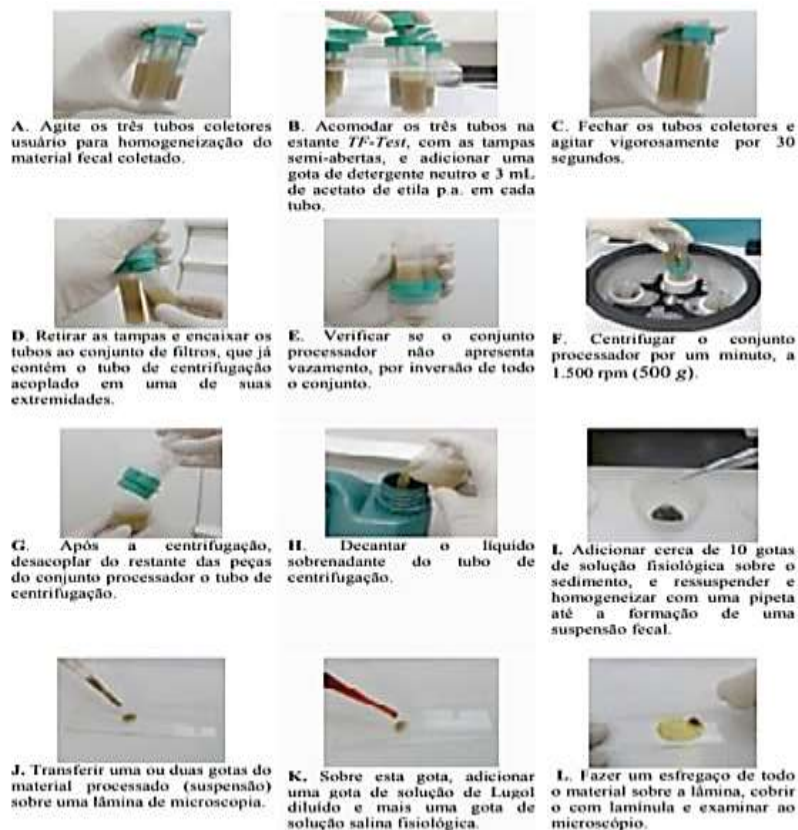 A. Agite os três tubos coletores
usuário para homogeneização do
material fecal coletado.
B. Acomodar os três tubos na
estante TF-Test, com as tampas
semi-abertas, e adicionar uma
gota de detergente neutro e 3 mL
de acetato de etila p.a. em cada
tubo.
C. Fechar os tubos coletores e
agitar vigorosamente por 30
segundos.
D. Retirar as tampas e encaixar os
tubos ao conjunto de filtros, que já
contém o tubo de centrifugação
acoplado em uma de suas
extremidades.
E. Verificar se o conjunto
processador não apresenta
vazamento, por inversão de todo
o conjunto.
F. Centrifugar o conjunto
processador por um minuto, a
1.500 rpm (500 g).
G. Após a centrifugação,
desacoplar do restante das peças
do conjunto processador o tubo de
centrifugação.
H. Decantar o líquido
sobrenadante do tubo de
centrifugação.
I. Adicionar cerca de 10 gotas
de solução fisiológica sobre o
sedimento, e ressuspender e
homogeneizar com uma pipeta
até a formação de uma
suspensão fecal.
J. Transferir uma ou duas gotas do
material processado (suspensão)
sobre uma lâmina de microscopia.
K. Sobre esta gota, adicionar
uma gota de solução de Lugol
diluído e mais uma gota de
solução salina fisiológica.
L. Fazer um esfregaço de todo
o material sobre a lâmina, cobrir
o com lamínula e examinar ao
microscópio.